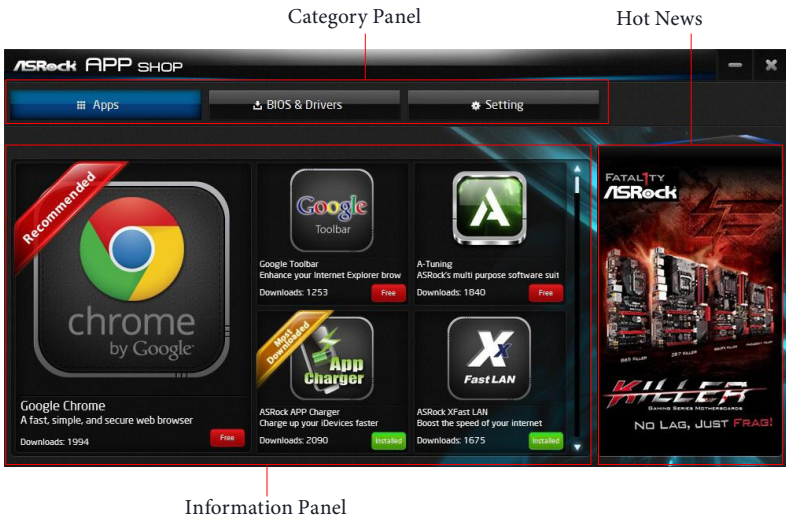 Category Panel
Hot News
ASRock APP SHOP
Apps
BIOS & Drivers
Setting
Recommended
chrome
by Google
Google Chrome
A fast, simple, and secure web browser
Downloads: 1994
Free
Google
Toolbar
Google Toolbar
Enhance your Internet Explorer brow
Downloads: 1253
Free
A-Tuning
ASRock's multi purpose software suit
Downloads: 1840
Free
Most
Downloaded
App
Charger
ASRock APP Charger
Charge up your iDevices faster
Downloads: 2090
Installed
X
Fast LAN
ASRock XFast LAN
Boost the speed of your internet
Downloads: 1675
Installed
FATAL1TY
ASRock
KILLER
GAMING SERIES MOTHERBOARDS
NO LAG, JUST FRAG!
Information Panel